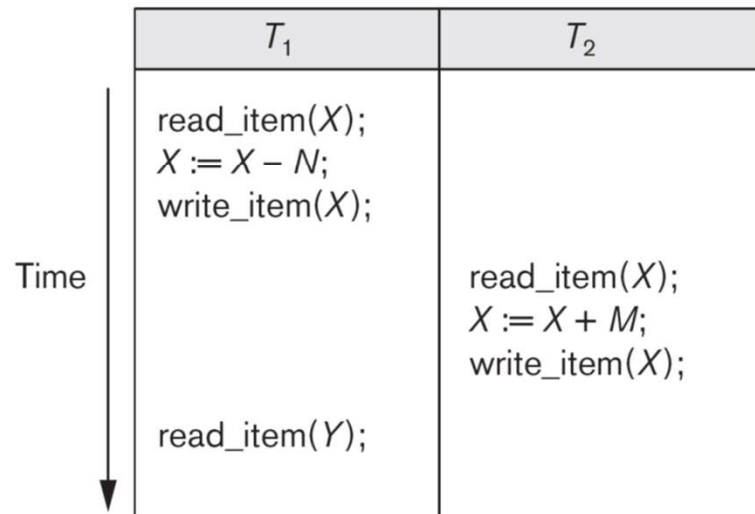 T₁ T₂
read_item(X);
X := X – N;
write_item(X);
Time
read_item(X);
X := X + M;
write_item(X);
read_item(Y);